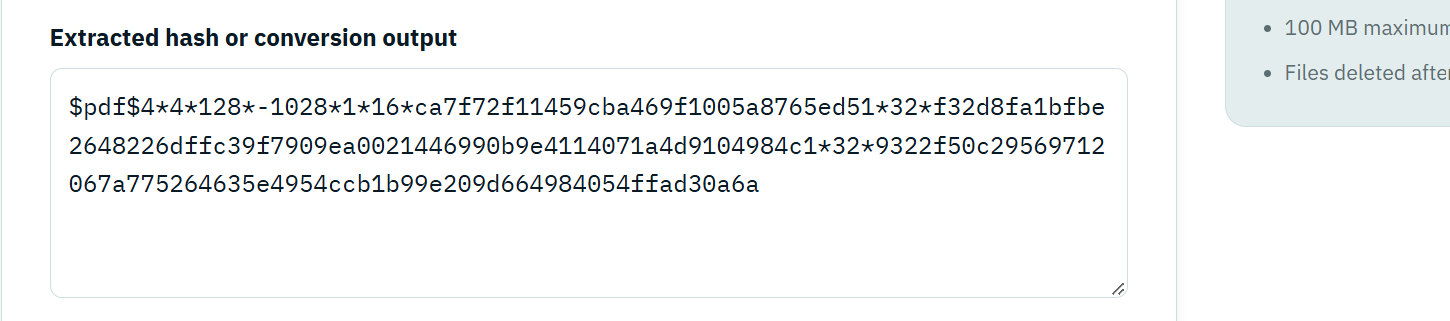 Extracted hash or conversion output
$pdf$4*4*128*-1028*1*16*ca7f72f11459cba469f1005a8765ed51*32*f32d8fa1bfbe
2648226dffc39f7909ea0021446990b9e4114071a4d9104984c1*32*9322f50c29569712
067a775264635e4954ccb1b99e209d664984054ffad30a6a
100 MB maximum
Files deleted after